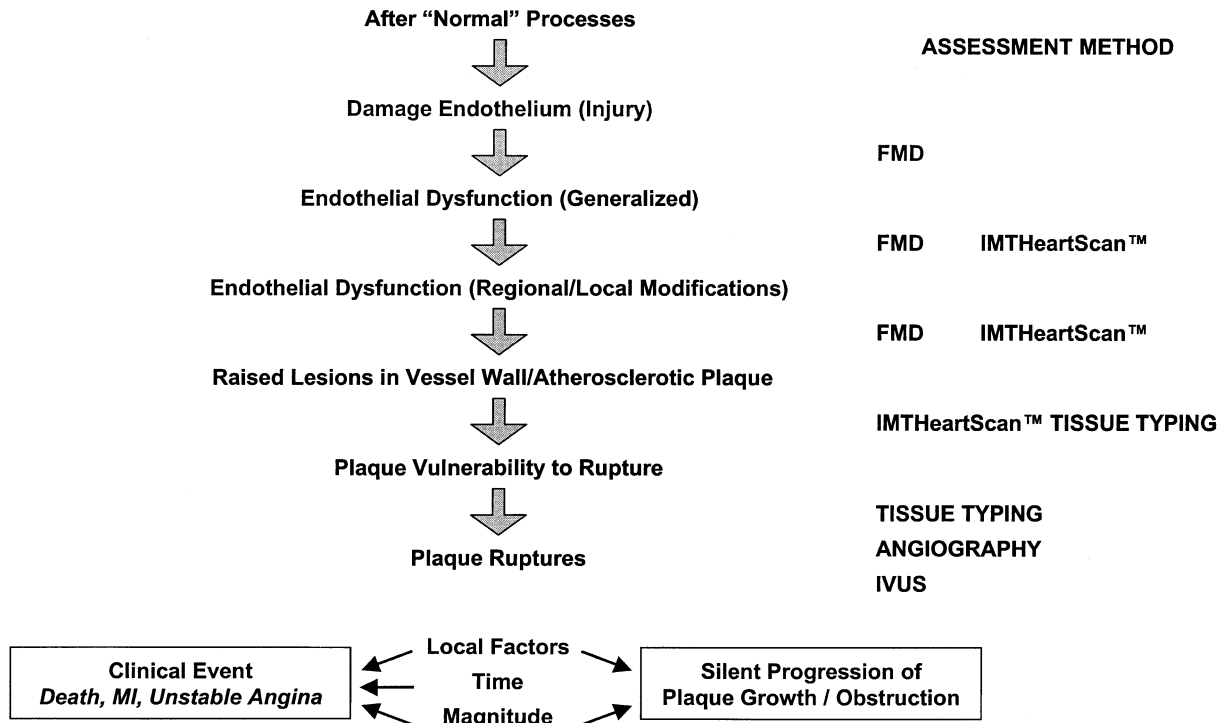 After “Normal” Processes
ASSESSMENT METHOD
Damage Endothelium (Injury)
FMD
Endothelial Dysfunction (Generalized)
FMD IMTHeartScan™
Endothelial Dysfunction (Regional/Local Modifications)
FMD IMTHeartScan™
Raised Lesions in Vessel Wall/Atherosclerotic Plaque
IMTHeartScan™ TISSUE TYPING
Plaque Vulnerability to Rupture
TISSUE TYPING
ANGIOGRAPHY
Plaque Ruptures
IVUS
Local Factors
Clinical Event
Death, MI, Unstable Angina
Time
Silent Progression of
Plaque Growth / Obstruction
Magnitude